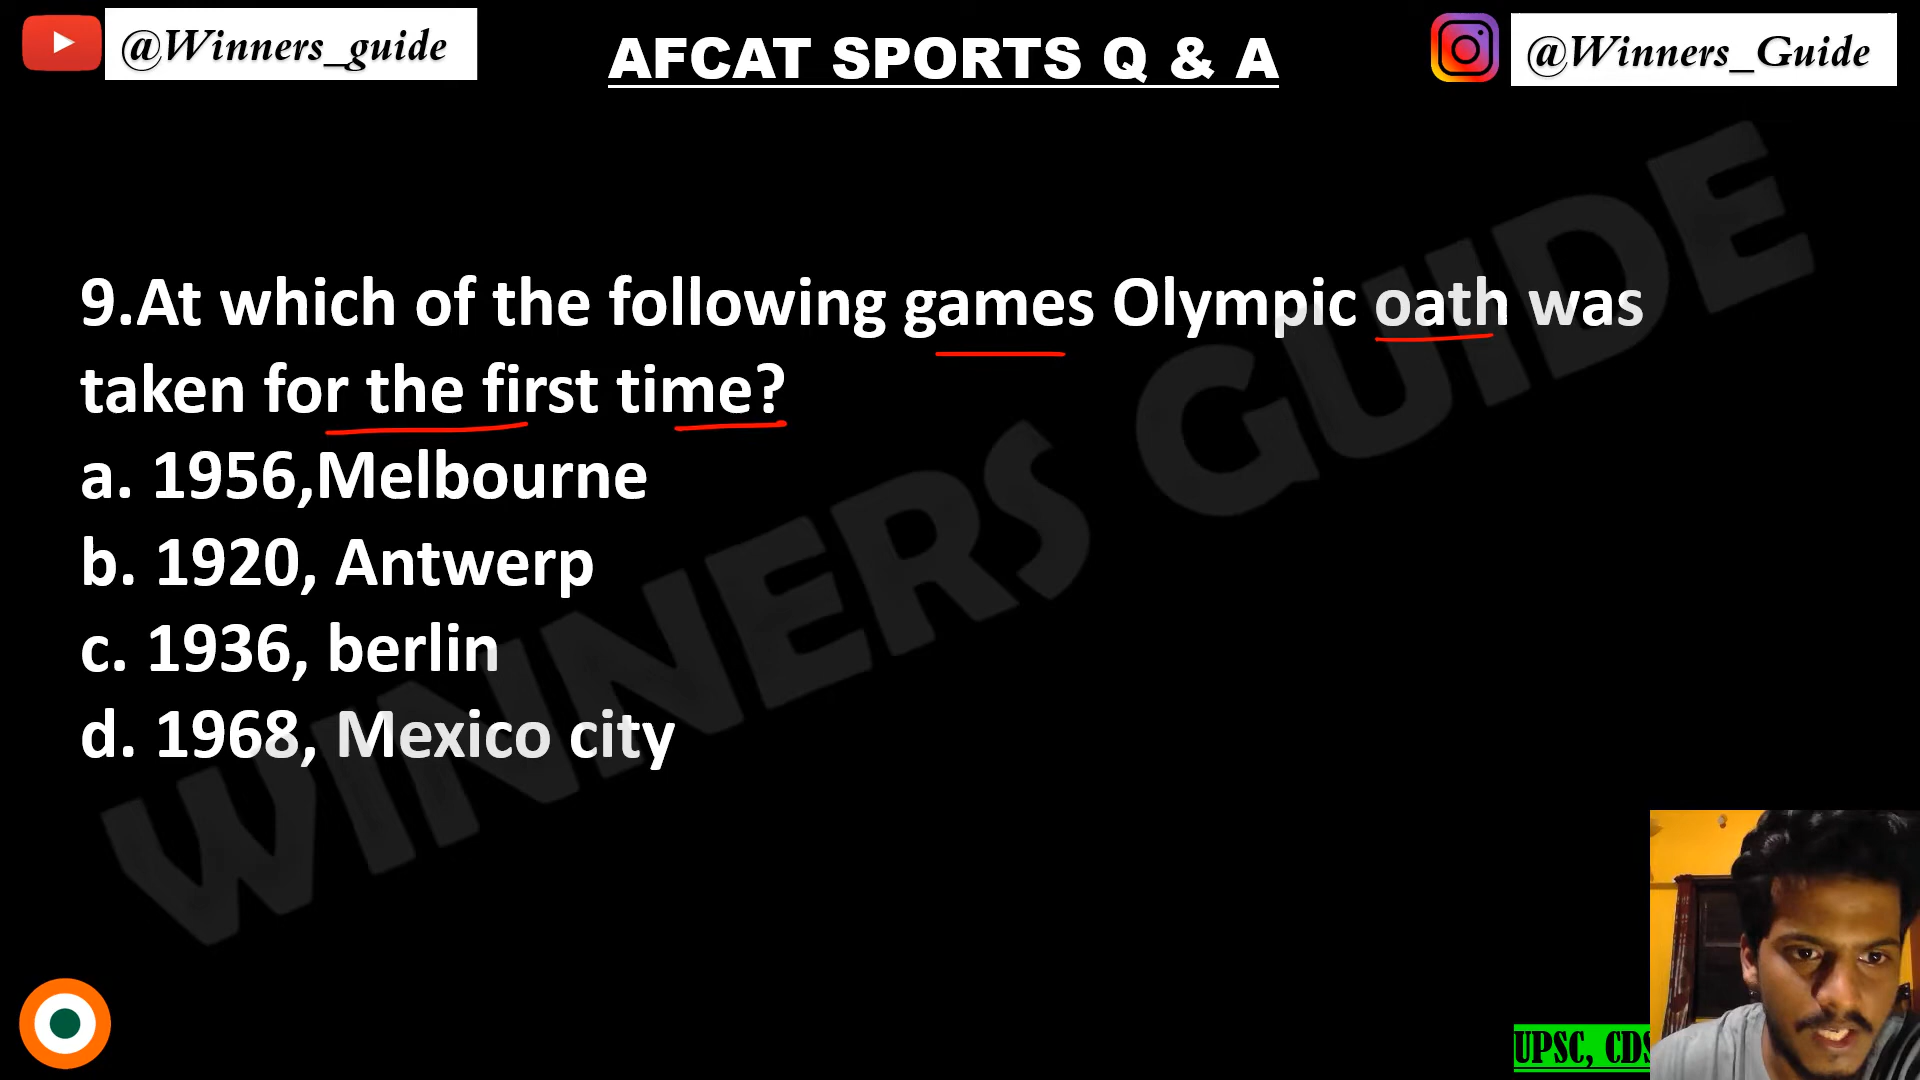 @Winners_guide
AFCAT SPORTS Q & A
@Winners_Guide
9.At which of the following games Olympic oath was
taken for the first time?
a. 1956,Melbourne
b. 1920, Antwerp
c. 1936, berlin
d. 1968, Mexico city
WINNERS GUIDE
UPSC, CDS